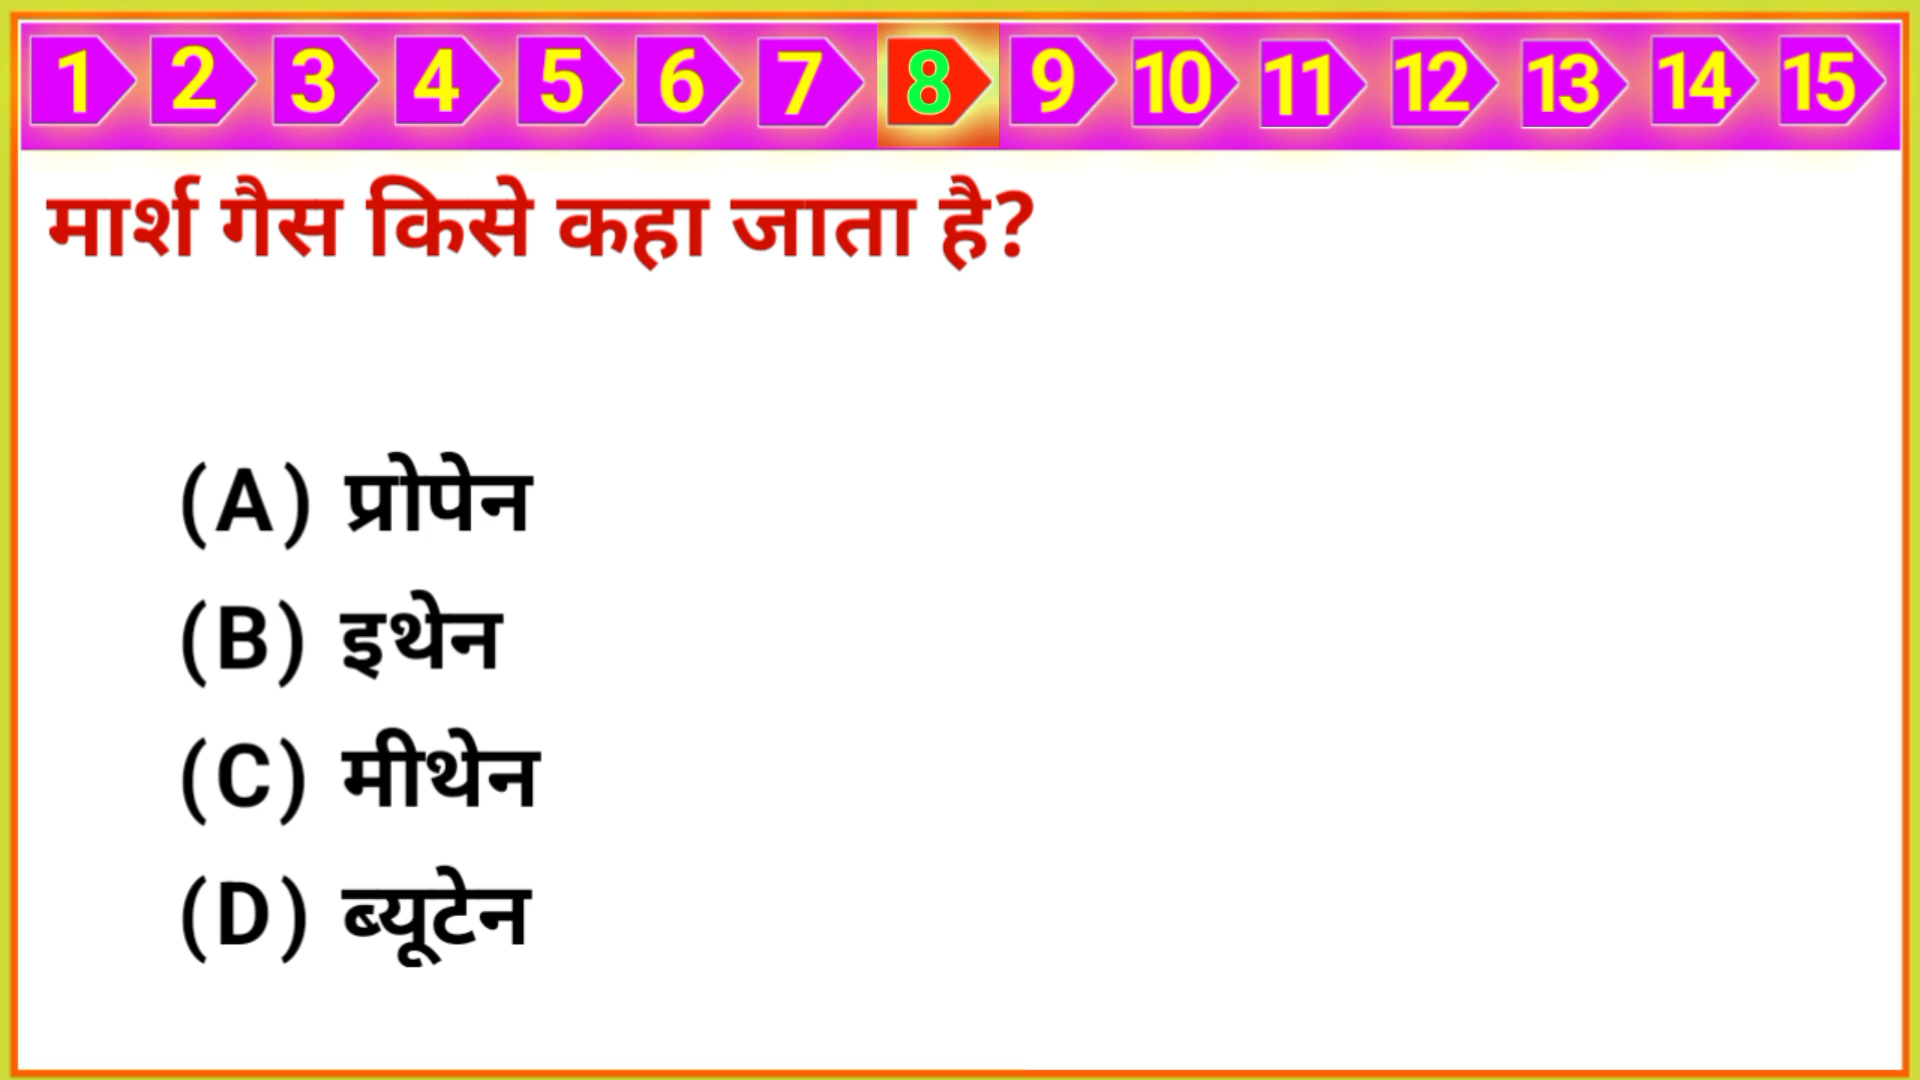 1 2 3 4 5 6 7 8 9 10 11 12 13 14 15
मार्श गैस किसे कहा जाता है?
(A) प्रोपेन
(B) इथेन
(C) मीथेन
(D) ब्यूटेन